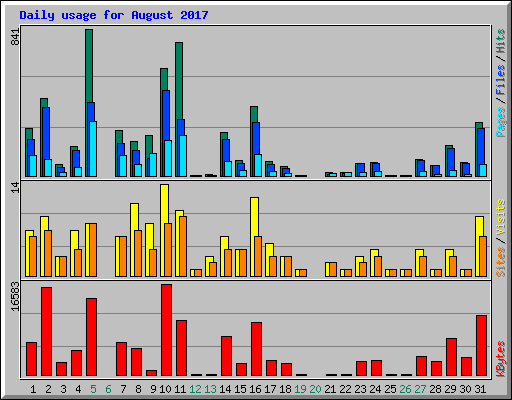 Daily usage for August 2017
841
14
16583
Pages / Files / Hits
Sites / Visits
KBytes
1 2 3 4 5 6 7 8 9 10 11 12 13 14 15 16 17 18 19 20 21 22 23 24 25 26 27 28 29 30 31